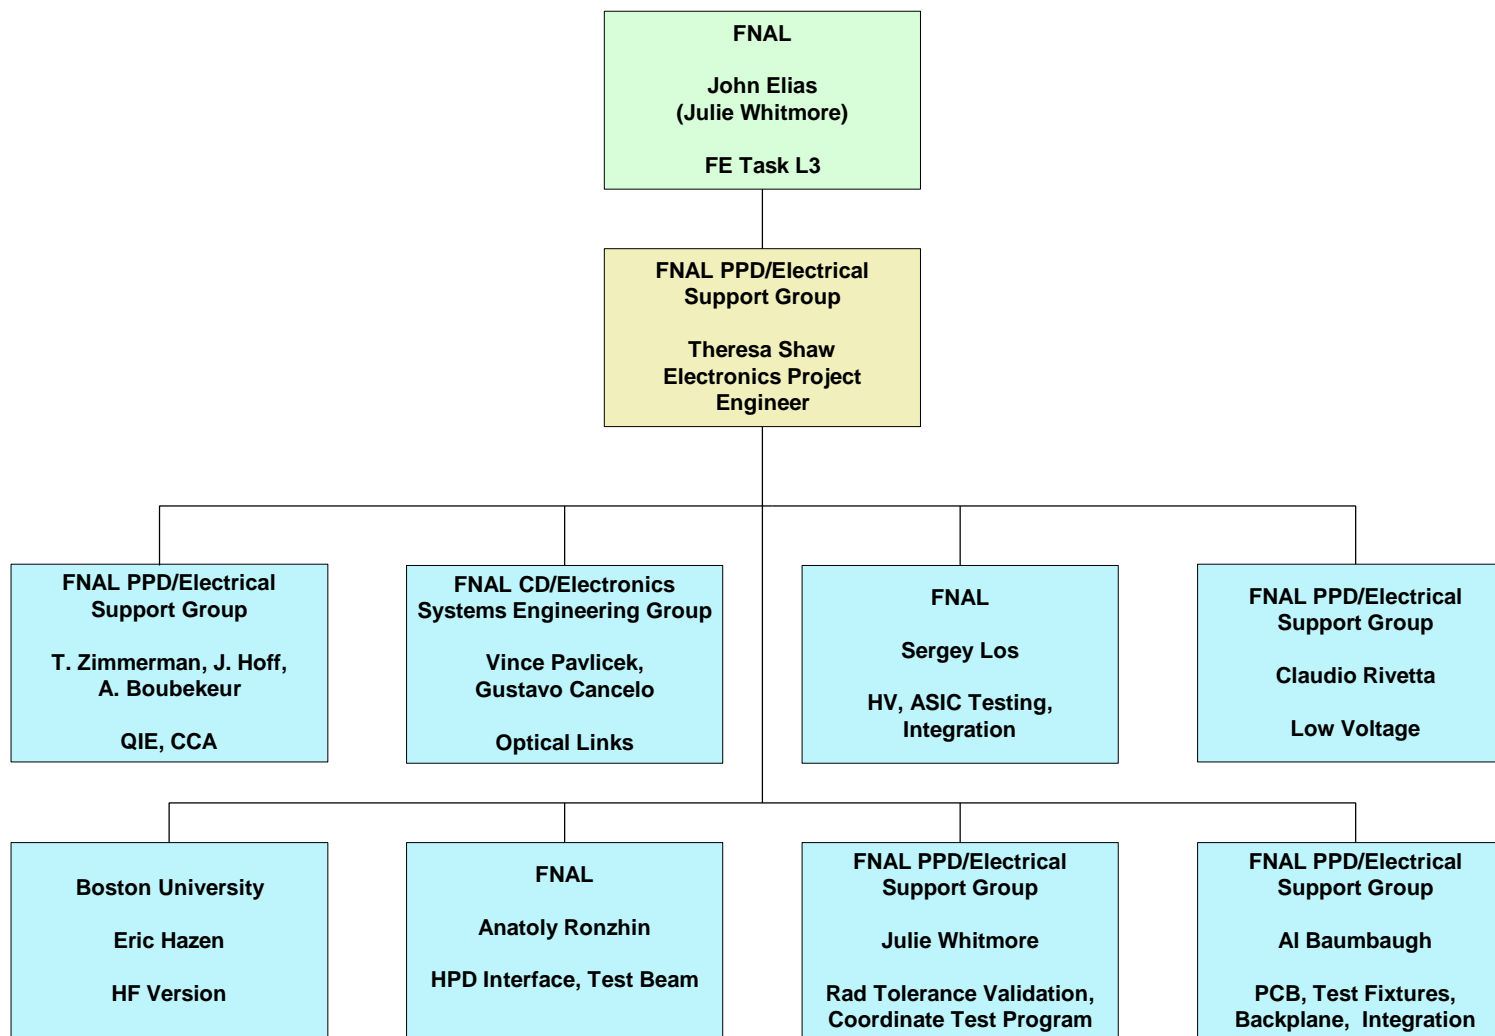 FNAL
John Elias
(Julie Whitmore)
FE Task L3
FNAL PPD/Electrical
Support Group
Theresa Shaw
Electronics Project
Engineer
FNAL PPD/Electrical
Support Group
T. Zimmerman, J. Hoff,
A. Boubekeur
QIE, CCA
FNAL CD/Electronics
Systems Engineering Group
Vince Pavlicek,
Gustavo Cancelo
Optical Links
FNAL
Sergey Los
HV, ASIC Testing,
Integration
FNAL PPD/Electrical
Support Group
Claudio Rivetta
Low Voltage
Boston University
Eric Hazen
HF Version
FNAL
Anatoly Ronzhin
HPD Interface, Test Beam
FNAL PPD/Electrical
Support Group
Julie Whitmore
Rad Tolerance Validation,
Coordinate Test Program
FNAL PPD/Electrical
Support Group
Al Baumbaugh
PCB, Test Fixtures,
Backplane, Integration